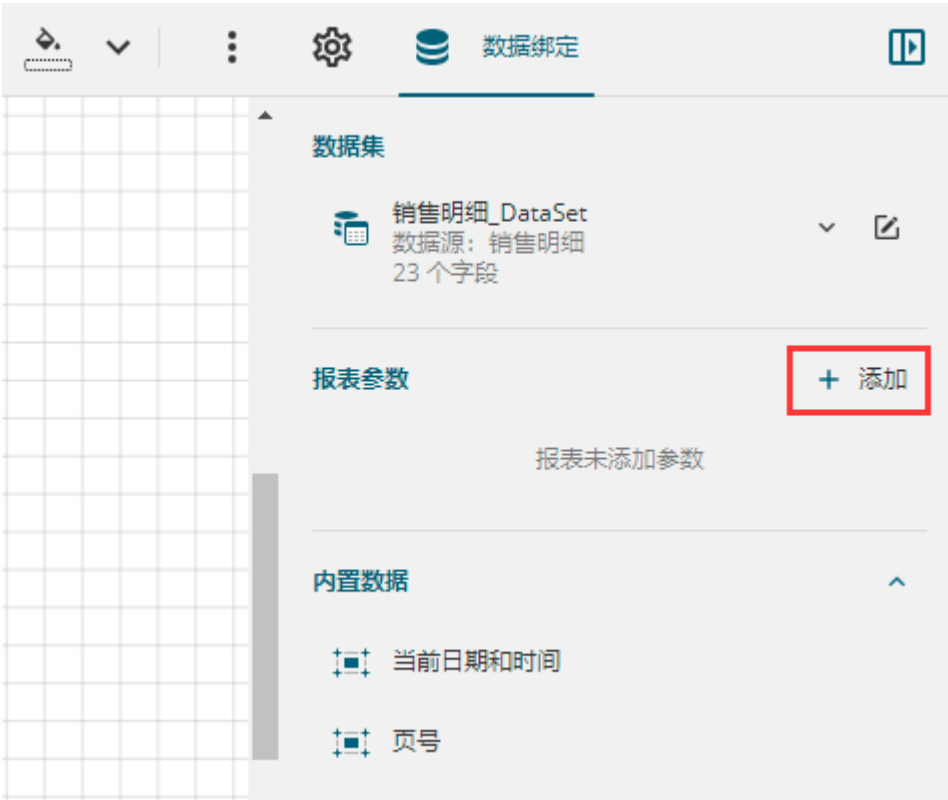 数据绑定
数据集
销售明细_DataSet
数据源：销售明细
23 个字段
报表参数
+ 添加
报表未添加参数
内置数据
当前日期和时间
页号